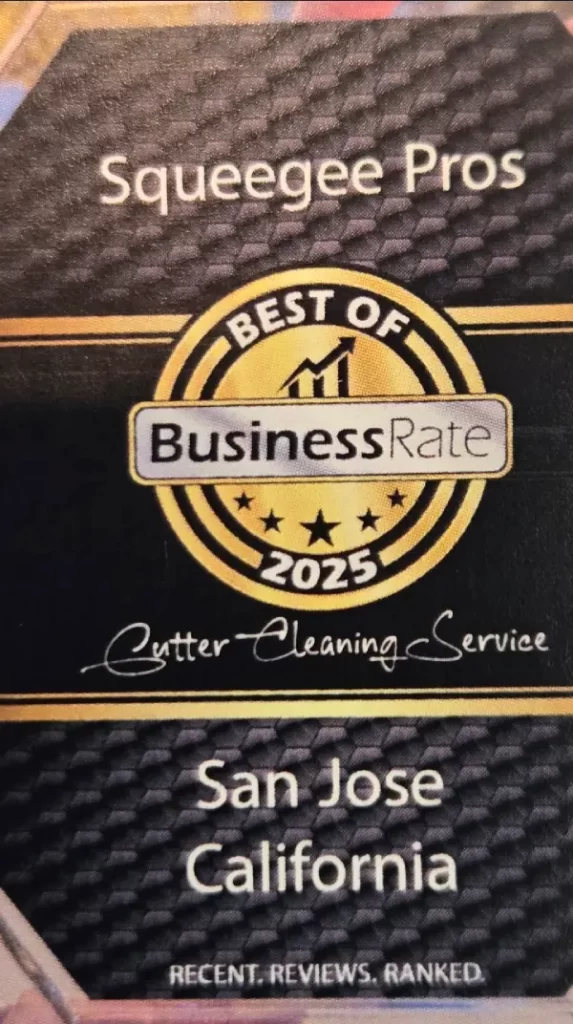 Squeegee Pros
BEST OF
BusinessRate
2025
Gutter Cleaning Service
San Jose
California
RECENT. REVIEWS. RANKED.